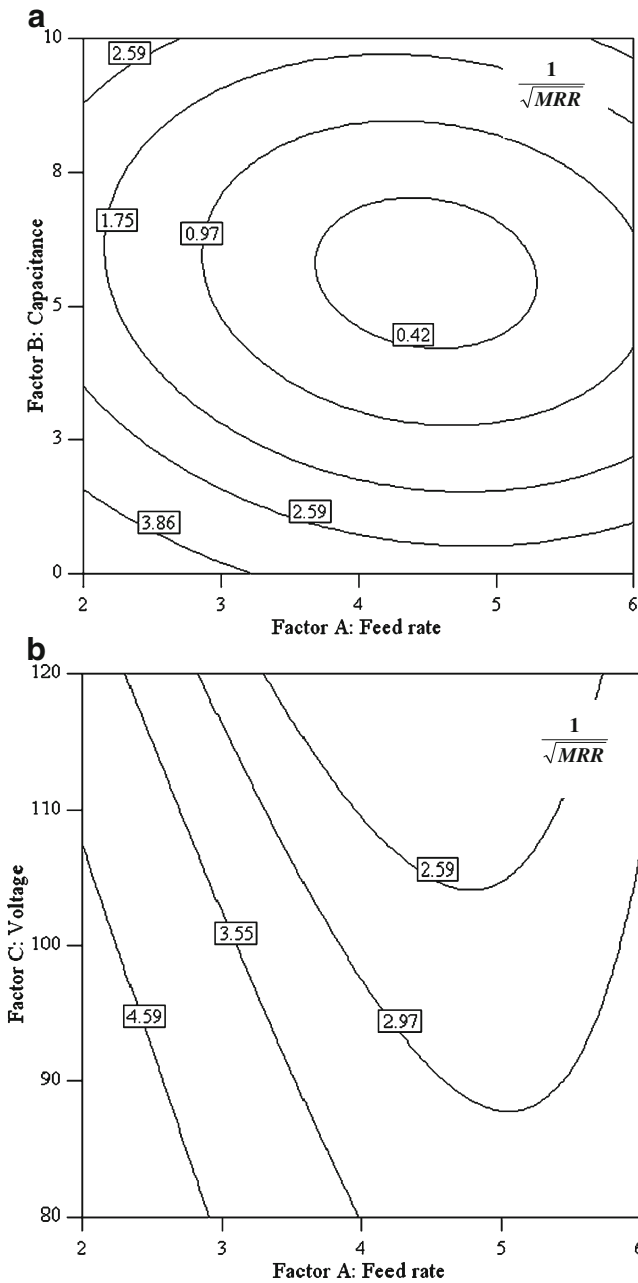 a
10
8
5
3
0
Factor B: Capacitance
2.59
1
√MRR
1.75
0.97
0.42
2.59
3.86
2 3 4 5 6
Factor A: Feed rate
b
120
110
100
90
80
Factor C: Voltage
1
√MRR
2.59
3.55
2.97
4.59
2 3 4 5 6
Factor A: Feed rate